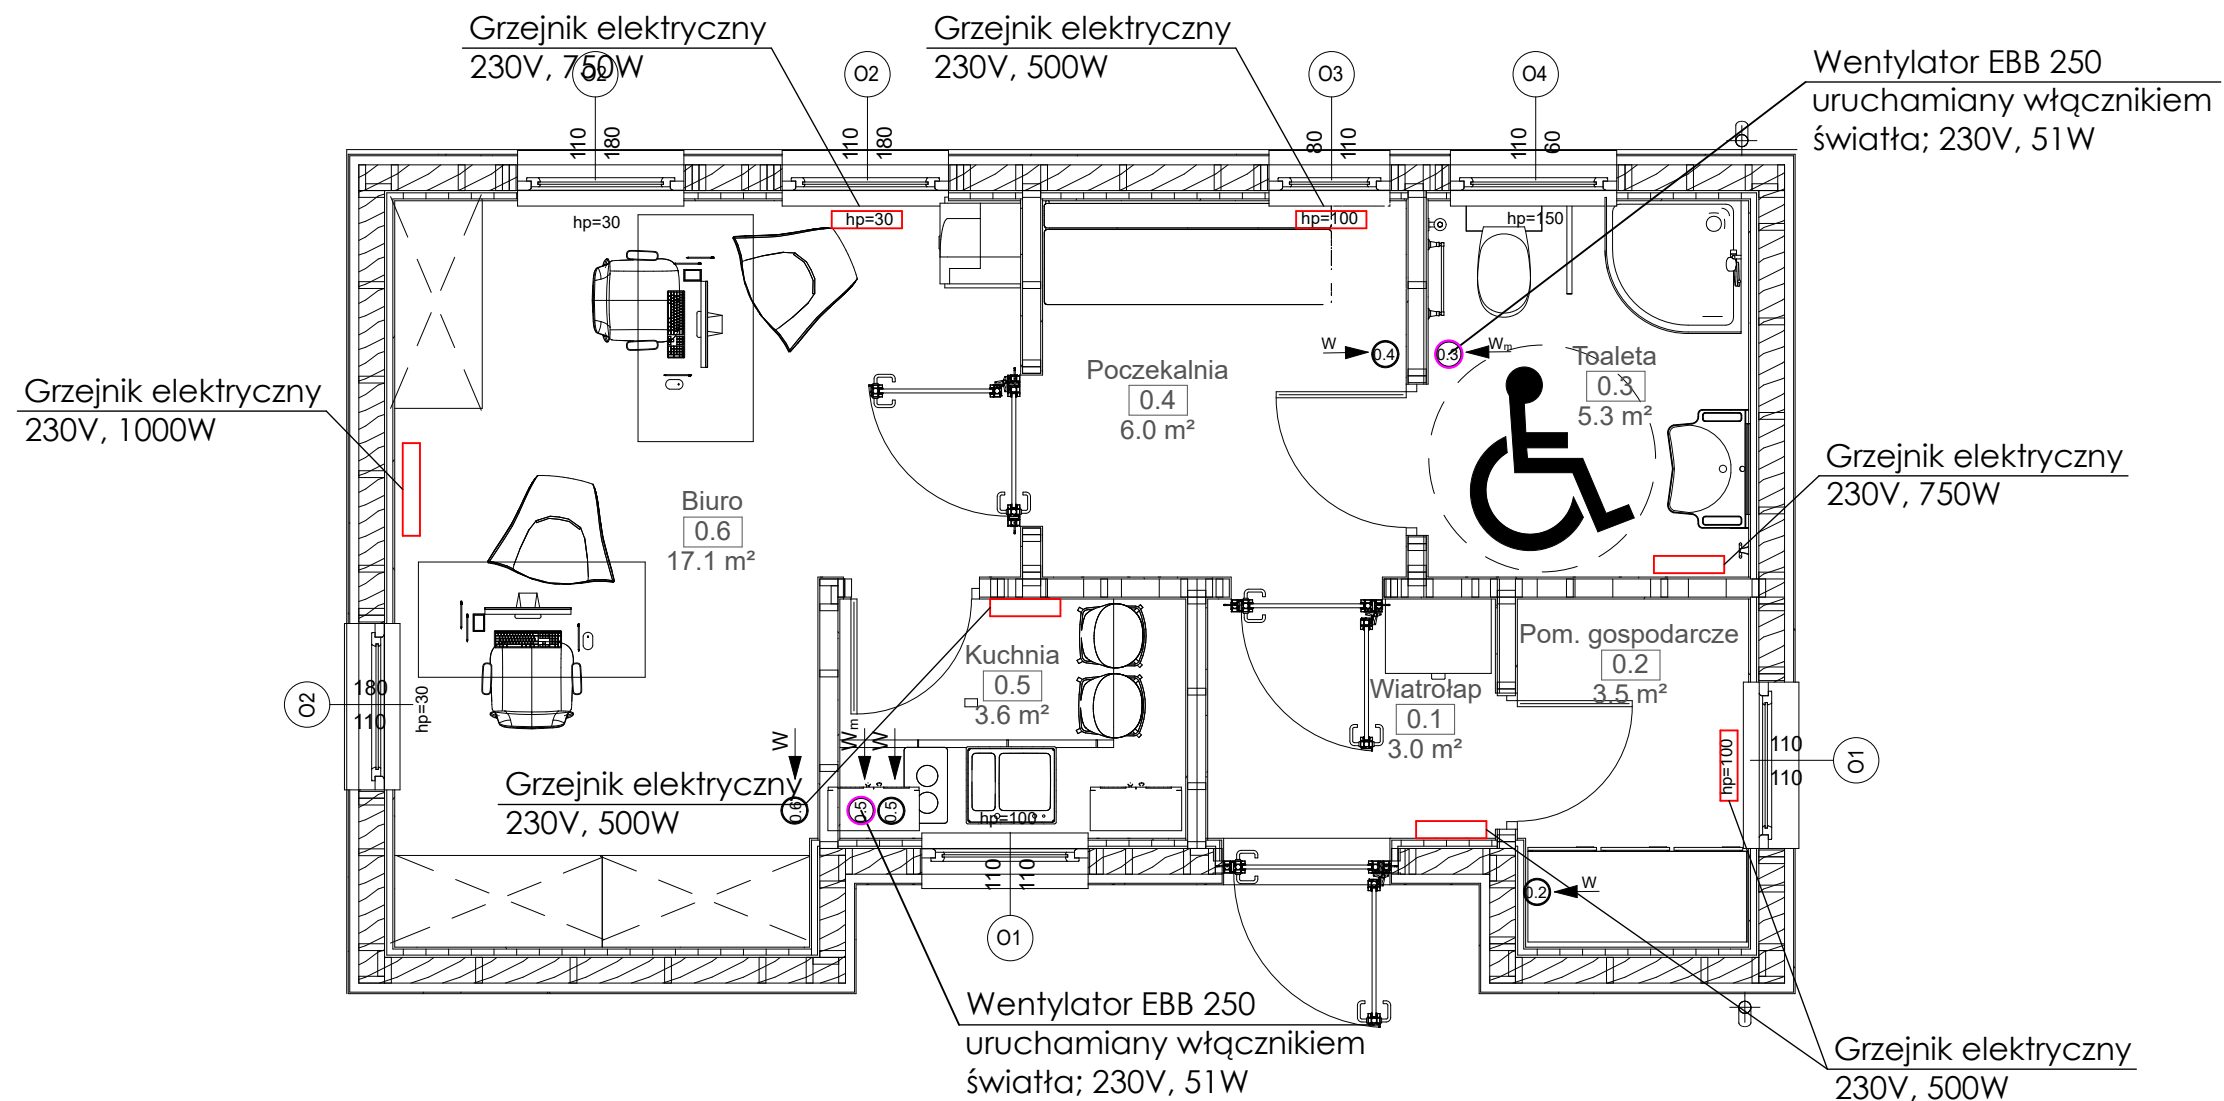 Grzejnik elektryczny
230V, 750W
Grzejnik elektryczny
230V, 500W
Wentylator EBB 250
uruchamiany włącznikiem
światła; 230V, 51W
O2
O2
O3
O4
110
180
110
180
80
110
110
60
hp=30
hp=30
hp=100
hp=150
W
0.4
0.3
Wm
Poczekalnia
0.4
6.0 m²
Toaleta
0.3
5.3 m²
Grzejnik elektryczny
230V, 1000W
Grzejnik elektryczny
230V, 750W
Biuro
0.6
17.1 m²
Kuchnia
0.5
3.6 m²
Wiatrołap
0.1
3.0 m²
Pom. gospodarcze
0.2
3.5 m²
O2
180
110
hp=30
hp=100
110
110
O1
W
Wm
W
Grzejnik elektryczny
230V, 500W
0.6
0.5
0.5
hp=100
110
110
O1
0.2
W
Wentylator EBB 250
uruchamiany włącznikiem
światła; 230V, 51W
Grzejnik elektryczny
230V, 500W